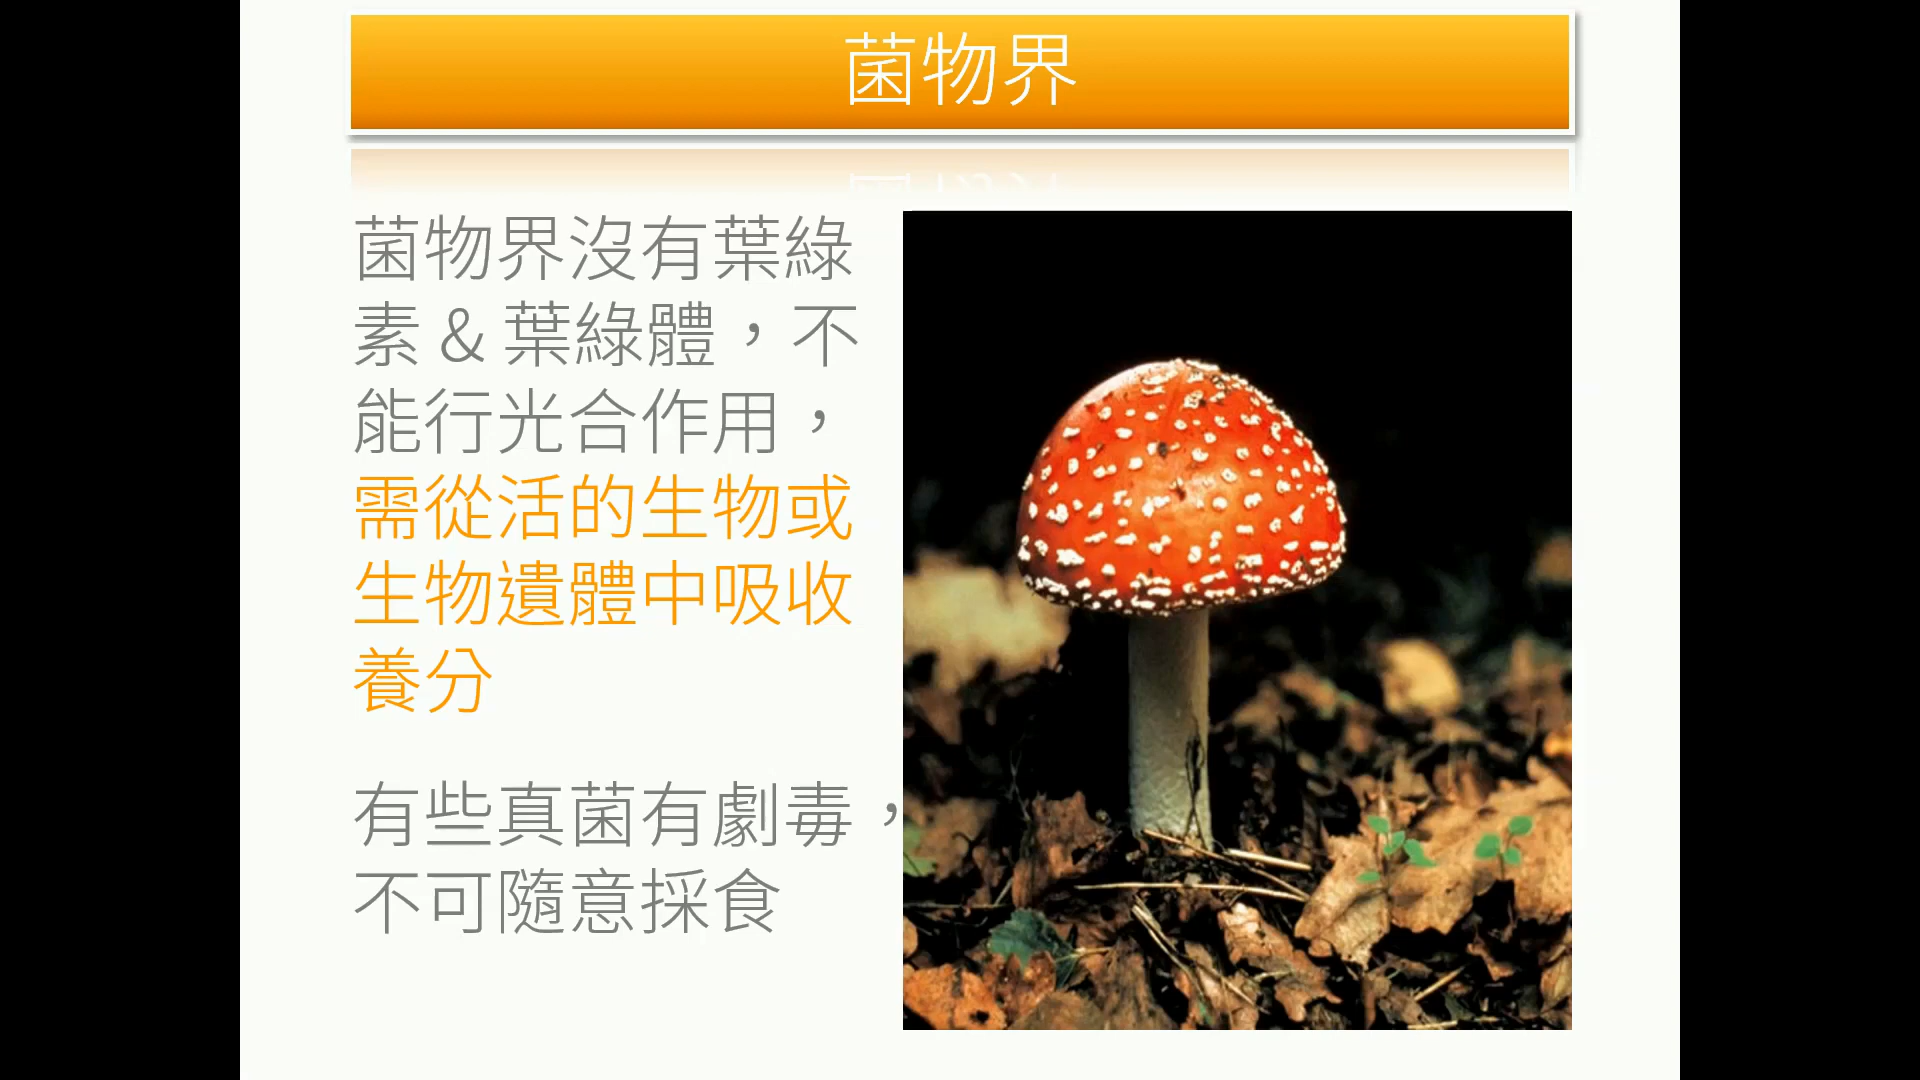 菌物界
菌物界沒有葉綠
素 & 葉綠體，不
能行光合作用，
需從活的生物或
生物遺體中吸收
養分
有些真菌有劇毒，
不可隨意採食